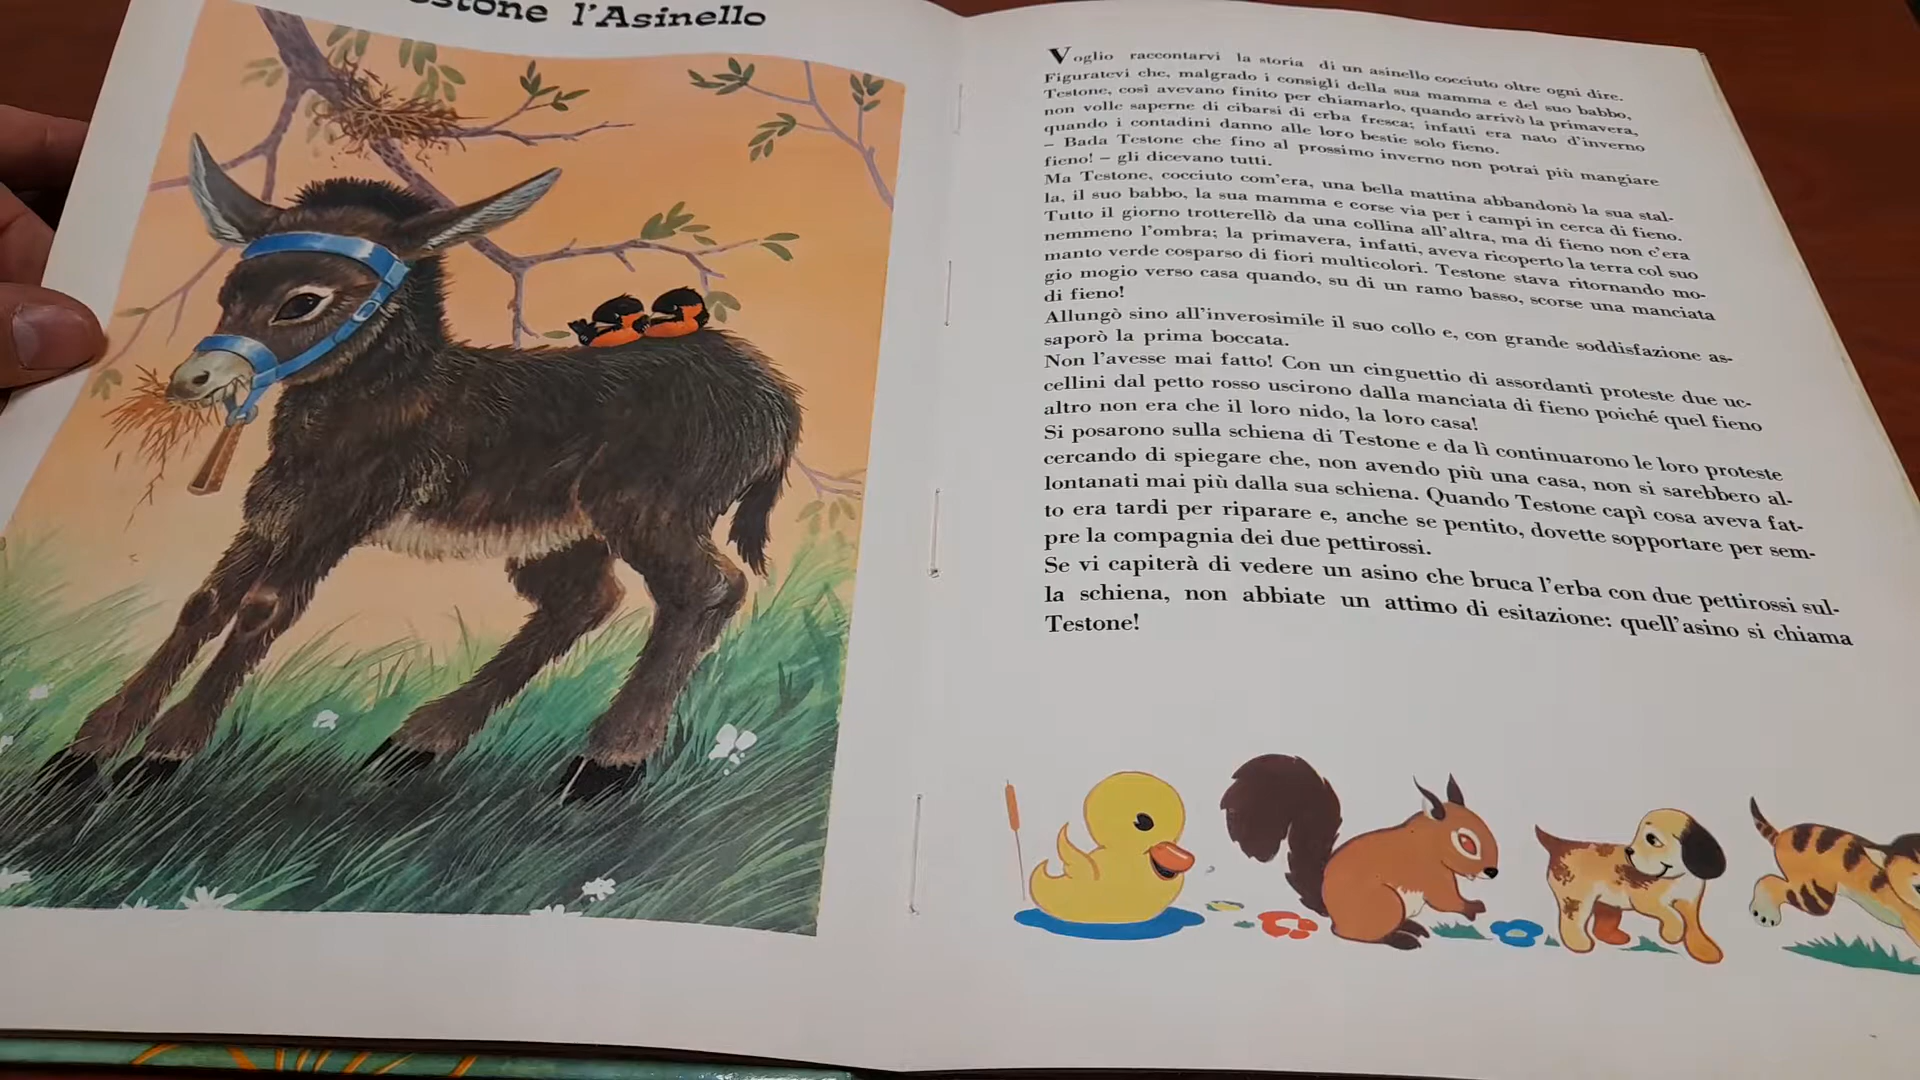 l'Asinello
Voglio raccontarvi la storia di un asinello cocciuto oltre ogni dire.
Figuratevi che, malgrado i consigli della sua mamma e del suo babbo,
Testone, così avevano finito per chiamarlo, quando arrivò la primavera,
non volle saperne di cibarsi di erba fresca; infatti era nato d'inverno
quando i contadini danno alle loro bestie solo fieno.
– Bada Testone che fino al prossimo inverno non potrai più mangiare
fieno! – gli dicevano tutti.
Ma Testone, cocciuto com'era, una bella mattina abbandonò la sua stal-
la, il suo babbo, la sua mamma e corse via per i campi in cerca di fieno.
Tutto il giorno trotterellò da una collina all'altra, ma di fieno non c'era
nemmeno l'ombra; la primavera, infatti, aveva ricoperto la terra col suo
manto verde cosparso di fiori multicolori. Testone stava ritornando mo-
gio mogio verso casa quando, su di un ramo basso, scorse una manciata
di fieno!
Allungò sino all'inverosimile il suo collo e, con grande soddisfazione as-
saporò la prima boccata.
Non l'avesse mai fatto! Con un cinguettio di assordanti proteste due uc-
cellini dal petto rosso uscirono dalla manciata di fieno poiché quel fieno
altro non era che il loro nido, la loro casa!
Si posarono sulla schiena di Testone e da lì continuarono le loro proteste
cercando di spiegare che, non avendo più una casa, non si sarebbero al-
lontanati mai più dalla sua schiena. Quando Testone capì cosa aveva fat-
to era tardi per riparare e, anche se pentito, dovette sopportare per sem-
pre la compagnia dei due pettirossi.
Se vi capiterà di vedere un asino che bruca l'erba con due pettirossi sul-
la schiena, non abbiate un attimo di esitazione: quell'asino si chiama
Testone!